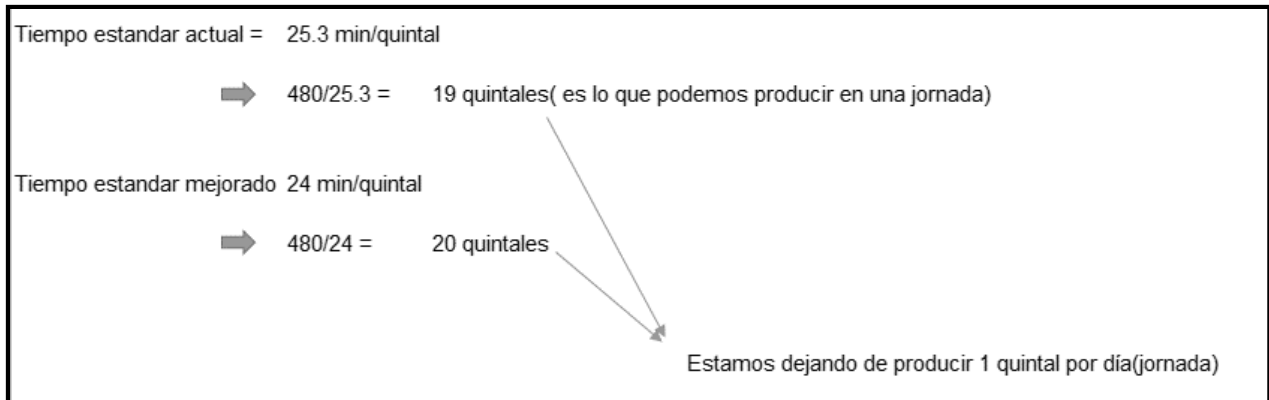 Tiempo estandar actual = 25.3 min/quintal
480/25.3 = 19 quintales( es lo que podemos producir en una jornada)
Tiempo estandar mejorado 24 min/quintal
480/24 = 20 quintales
Estamos dejando de producir 1 quintal por día(jornada)